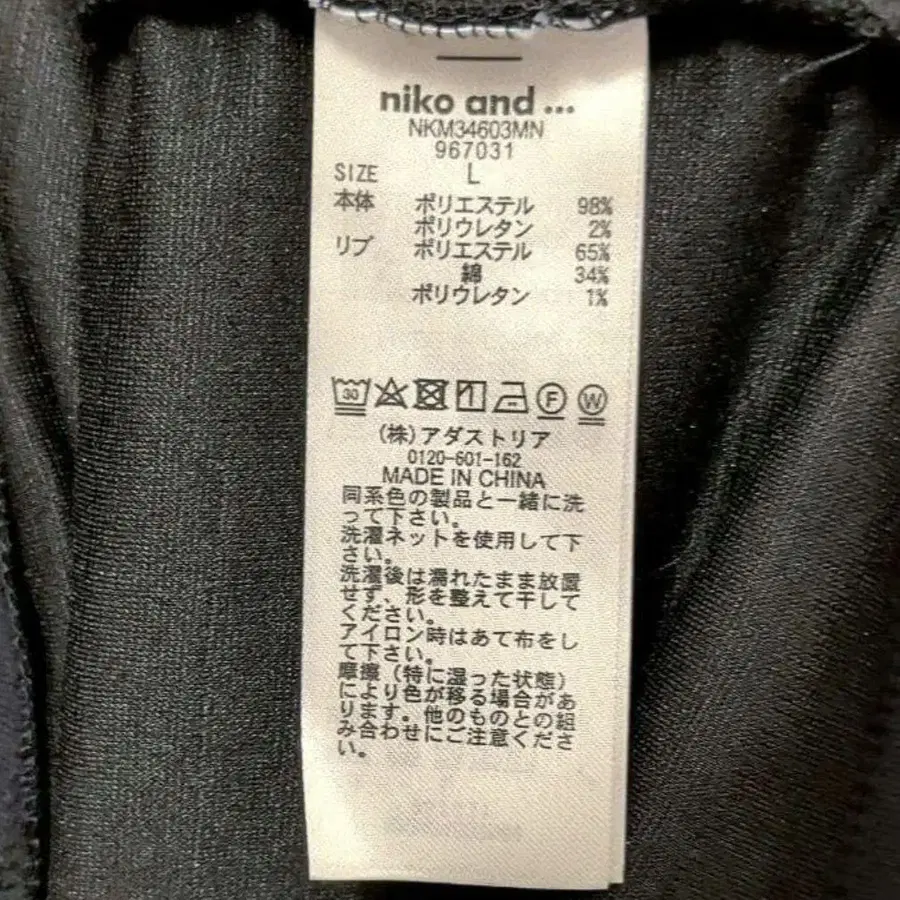 niko and ...
NKM34603MN
967031
SIZE L
本体 ポリエステル 98%
ポリウレタン 2%
リブ ポリエステル 65%
綿 34%
ポリウレタン 1%
30 F W
(株)アダストリア
0120-601-162
MADE IN CHINA
同系色の製品と一緒に洗
って下さい。
洗濯ネットを使用して下
さい。
洗濯後は濡れたまま放置
せず、形を整えて干して
ください。
アイロン時はあて布をし
て下さい。
摩擦(特に湿った状態)
により色が移る場合があ
ります。他のものとの組
み合わせにご注意くださ
い。